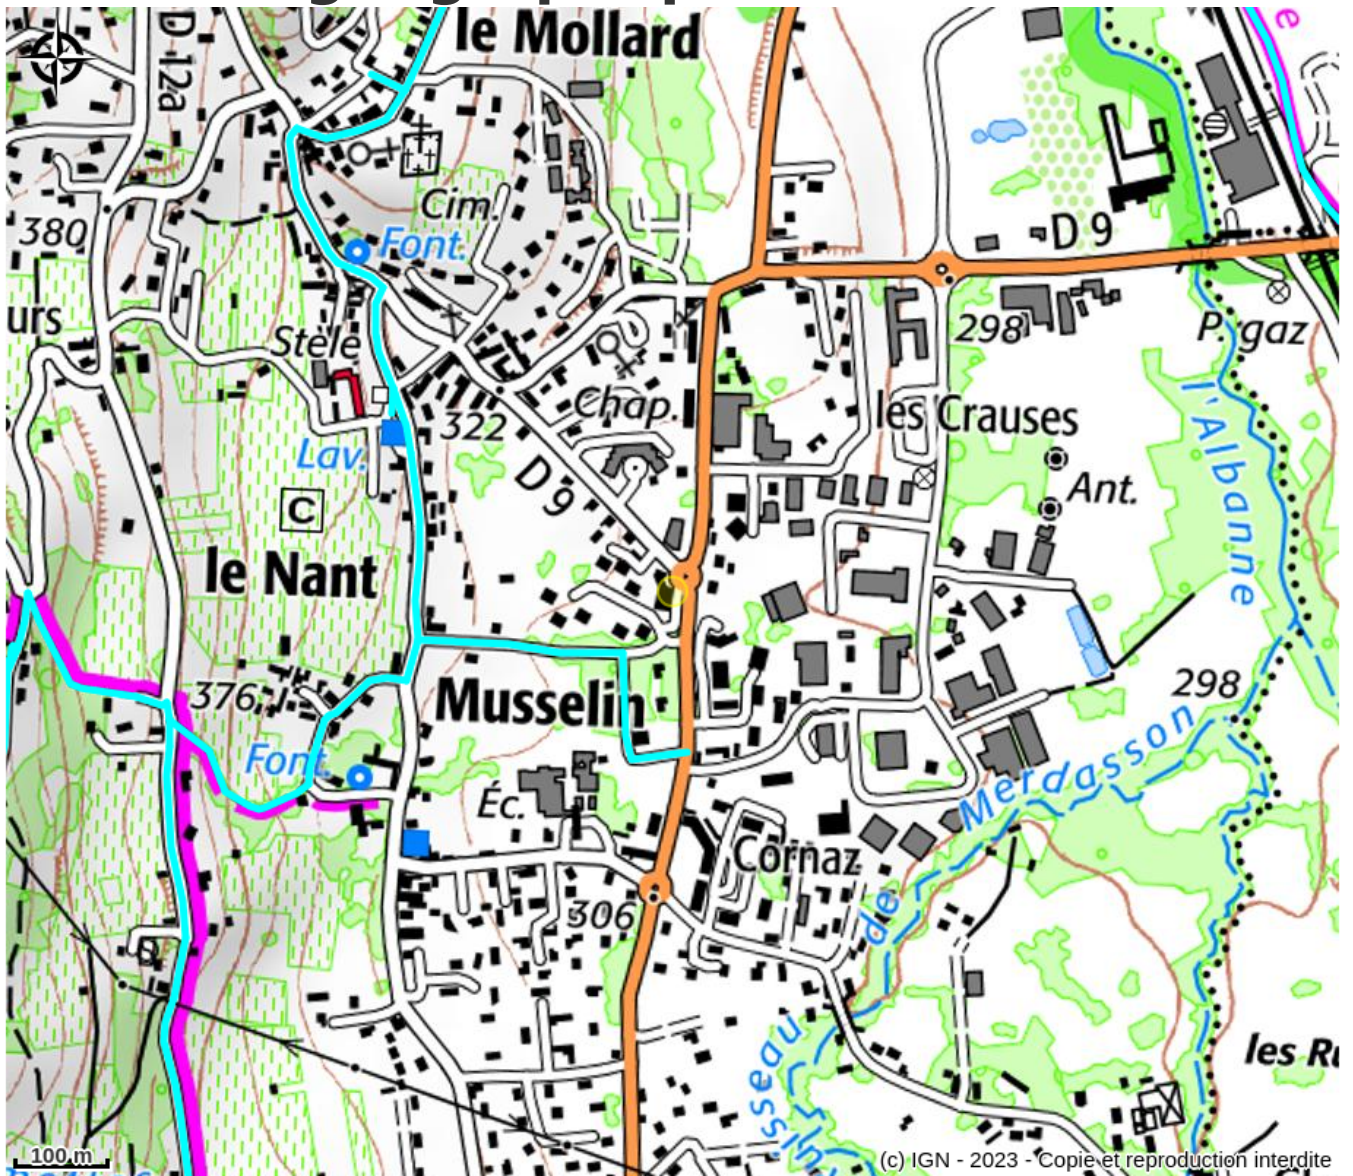 le Mollard
D 12a
Cim.
380
Font.
D 9
298
P. gaz
urs
Stèle
Chap.
322
les Crauses
l'Albanne
Lav.
D 9
Ant.
C
le Nant
376
Musselin
298
Font.
Merdasson
Éc.
Cornaz
de
306
les Ru
100 m
(c) IGN - 2023 - Copie et reproduction interdite